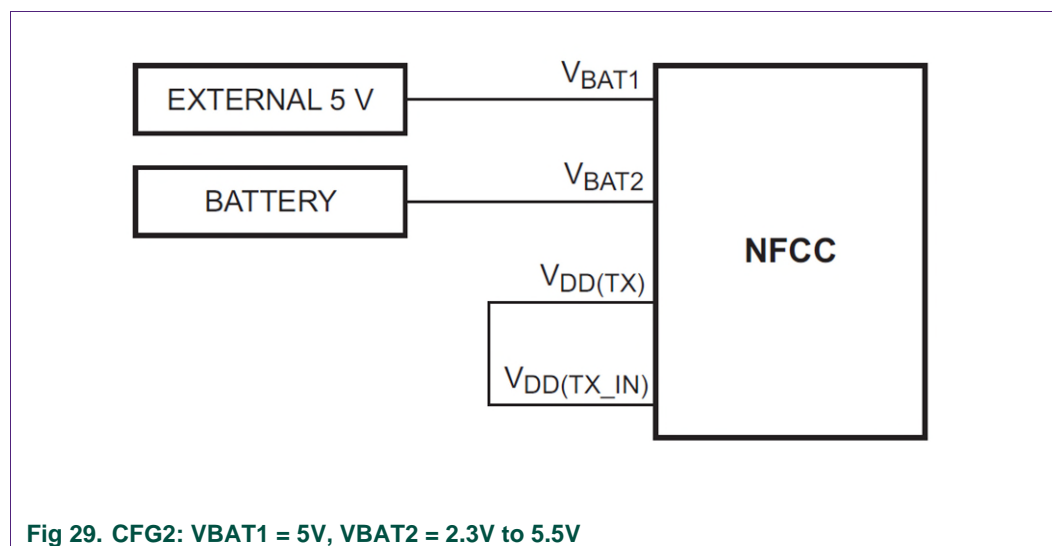 EXTERNAL 5 V
VBAT1
BATTERY
VBAT2
NFCC
VDD(TX)
VDD(TX_IN)
Fig 29. CFG2: VBAT1 = 5V, VBAT2 = 2.3V to 5.5V